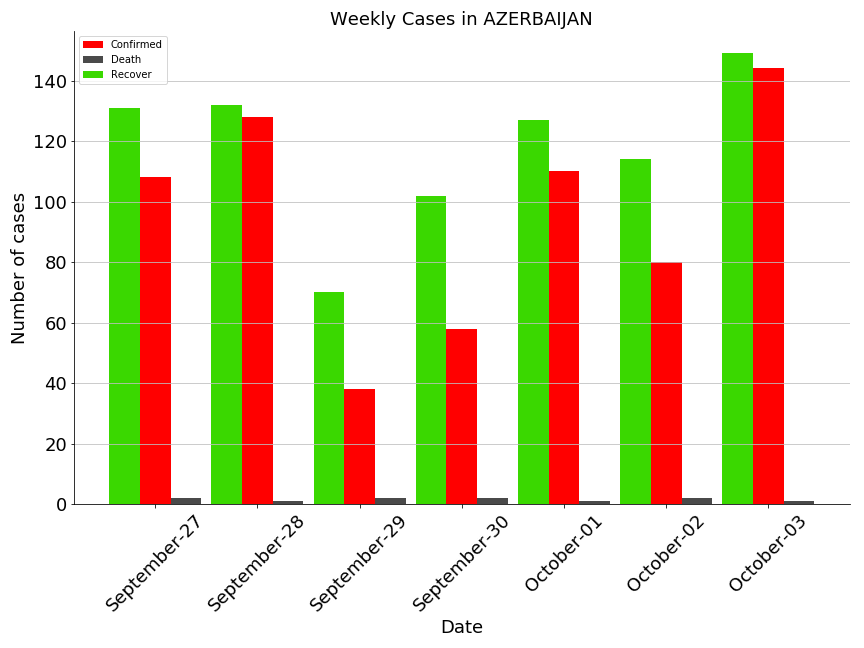 Weekly Cases in AZERBAIJAN
Confirmed
Death
Recover
Number of cases
140
120
100
80
60
40
20
0
September-27
September-28
September-29
September-30
October-01
October-02
October-03
Date